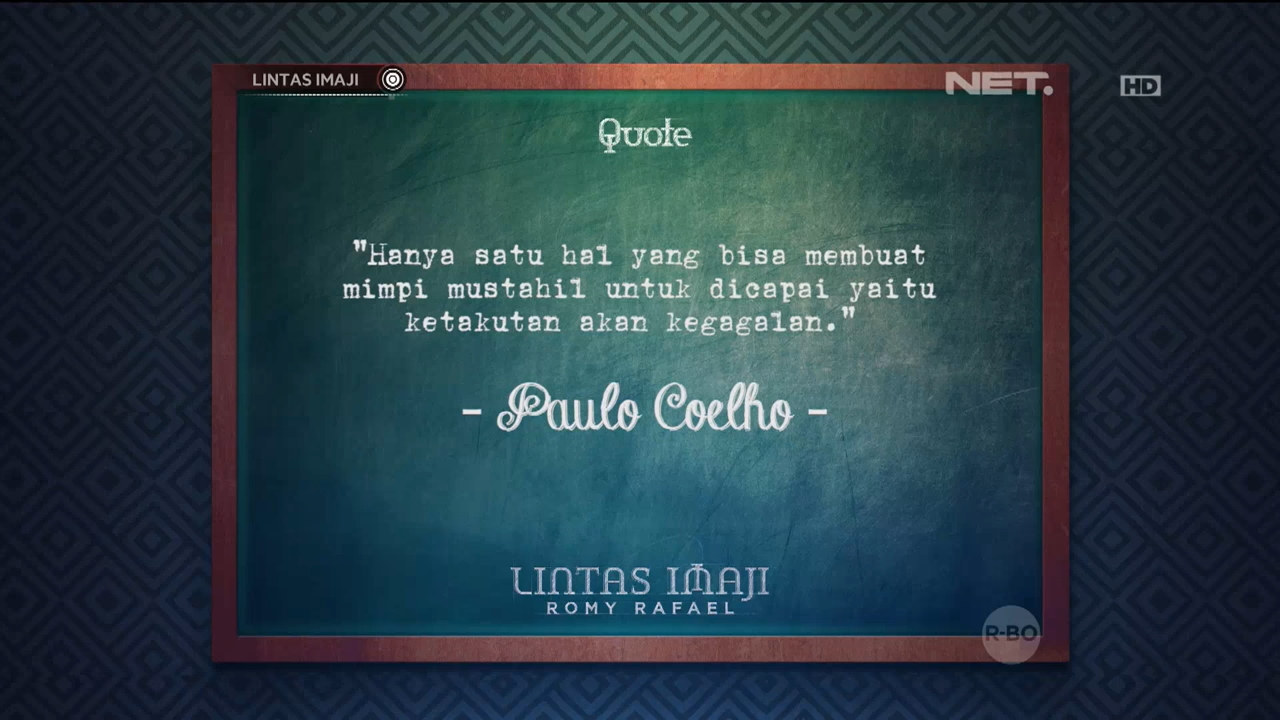 LINTAS IMAJI
NET.
HD
Quote
"Hanya satu hal yang bisa membuat
mimpi mustahil untuk dicapai yaitu
ketakutan akan kegagalan."
- Paulo Coelho -
LINTAS IMAJI
ROMY RAFAEL
R-BO